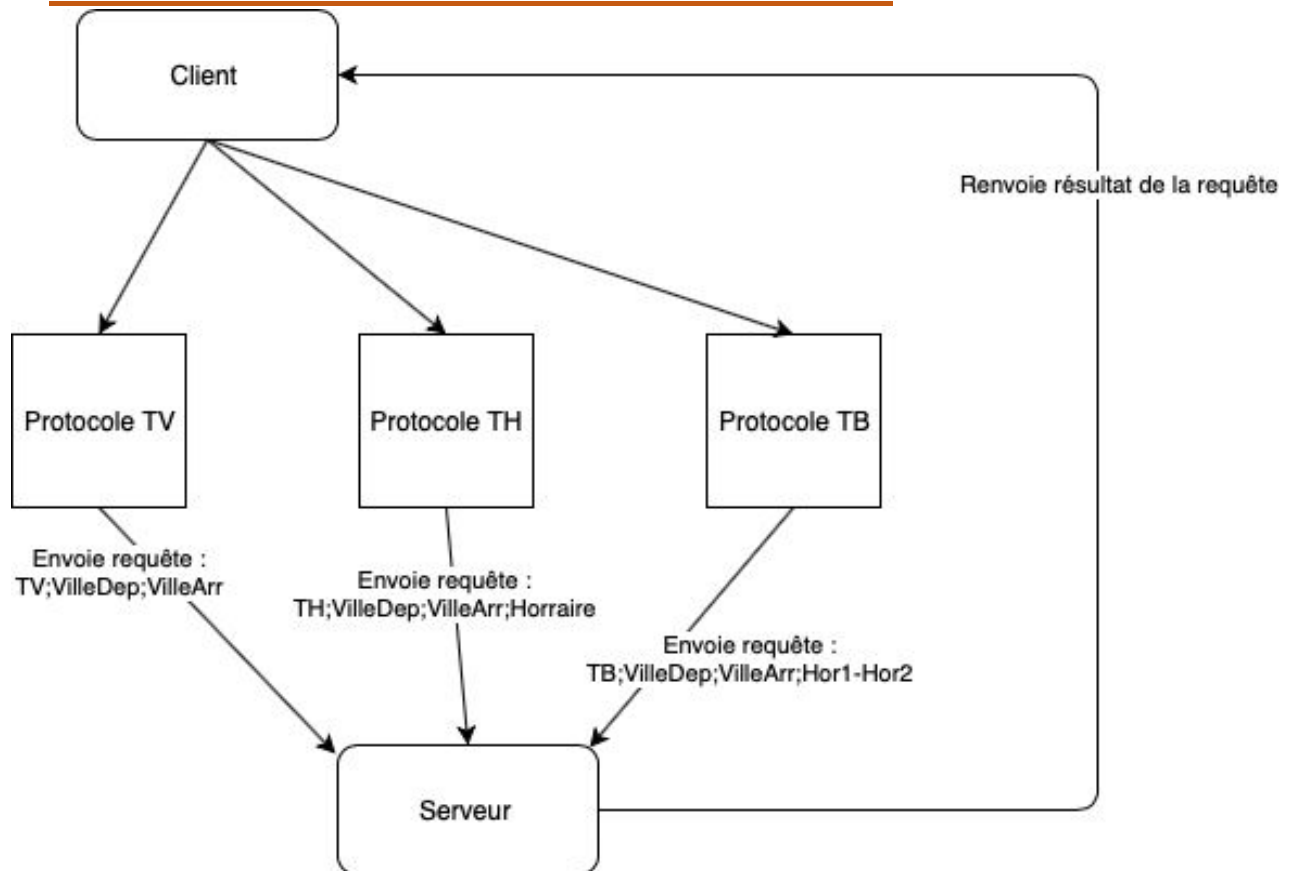 Client
Renvoie résultat de la requête
Protocole TV
Protocole TH
Protocole TB
Envoie requête :
TV;VilleDep;VilleArr
Envoie requête :
TH;VilleDep;VilleArr;Horraire
Envoie requête :
TB;VilleDep;VilleArr;Hor1-Hor2
Serveur